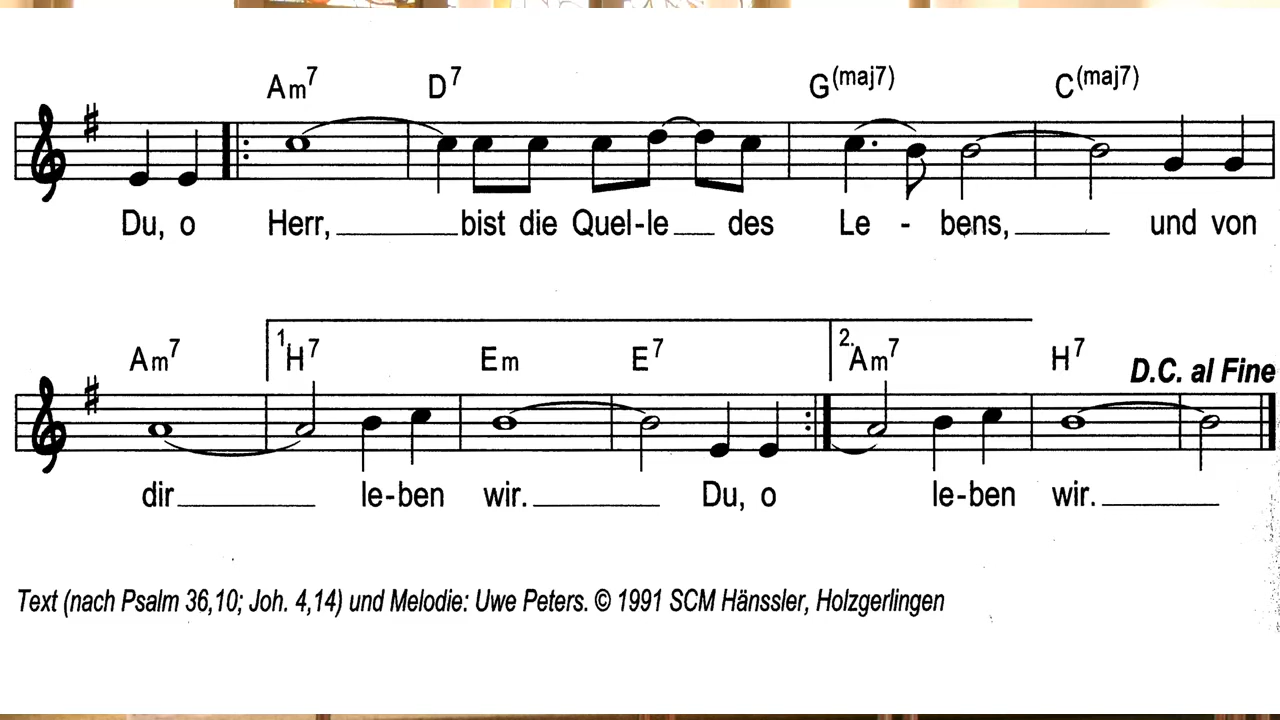 Am7 D7 G(maj7) C(maj7)
Du, o Herr, bist die Quel-le des Le - bens, und von
1. 2.
Am7 H7 Em E7 Am7 H7
D.C. al Fine
dir le-ben wir. Du, o le-ben wir.
Text (nach Psalm 36,10; Joh. 4,14) und Melodie: Uwe Peters. © 1991 SCM Hänssler, Holzgerlingen